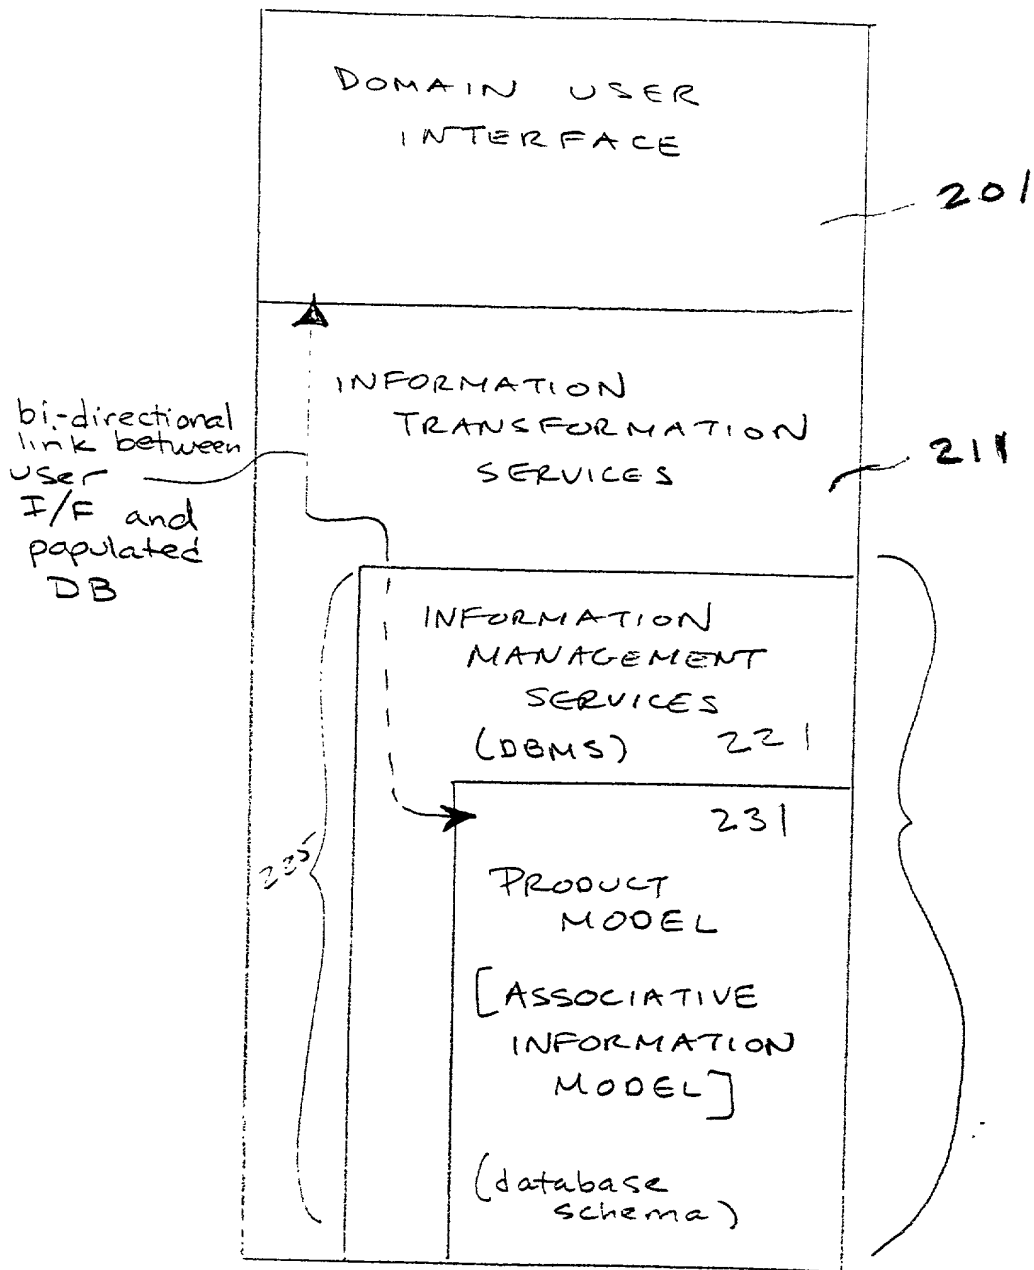 DOMAIN USER
INTERFACE
201
INFORMATION
TRANSFORMATION
SERVICES
211
bi-directional
link between
user
I/F and
populated
DB
INFORMATION
MANAGEMENT
SERVICES
(DBMS) 221
225
231
PRODUCT
MODEL
[ASSOCIATIVE
INFORMATION
MODEL]
(database
schema)